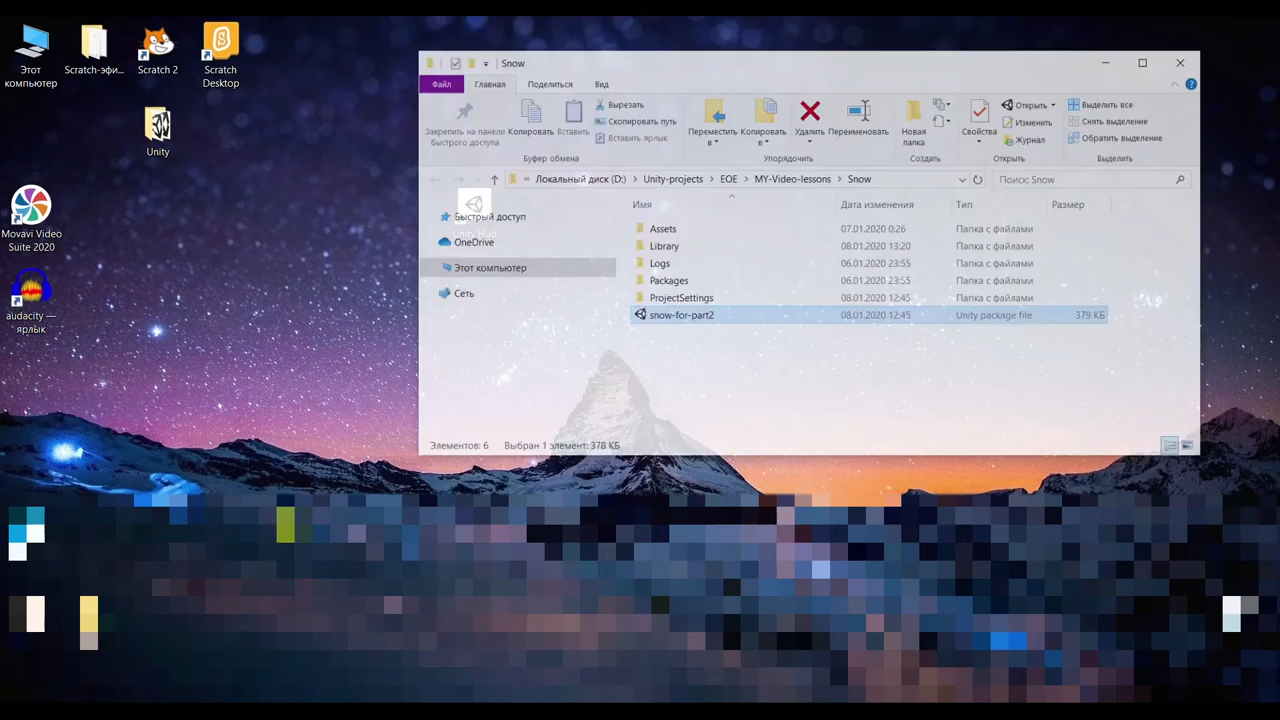 Этот компьютер
Scratch-эфи...
Scratch 2
Scratch Desktop
Unity
Movavi Video Suite 2020
audacity — ярлык
Snow
Файл
Главная
Поделиться
Вид
Закрепить на панели быстрого доступа
Копировать
Вставить
Вырезать
Скопировать путь
Вставить ярлык
Буфер обмена
Переместить в
Копировать в
Удалить
Переименовать
Упорядочить
Новая папка
Создать
Свойства
Открыть
Изменить
Журнал
Открыть
Выделить все
Снять выделение
Обратить выделение
Выделить
« Локальный диск (D:) > Unity-projects > EOE > MY-Video-lessons > Snow
Поиск: Snow
Быстрый доступ
Unity Hub
OneDrive
Этот компьютер
Сеть
Имя Дата изменения Тип Размер
Assets 07.01.2020 0:26 Папка с файлами
Library 08.01.2020 13:20 Папка с файлами
Logs 06.01.2020 23:55 Папка с файлами
Packages 06.01.2020 23:55 Папка с файлами
ProjectSettings 08.01.2020 12:45 Папка с файлами
snow-for-part2 08.01.2020 12:45 Unity package file 379 КБ
Элементов: 6 Выбран 1 элемент: 378 КБ